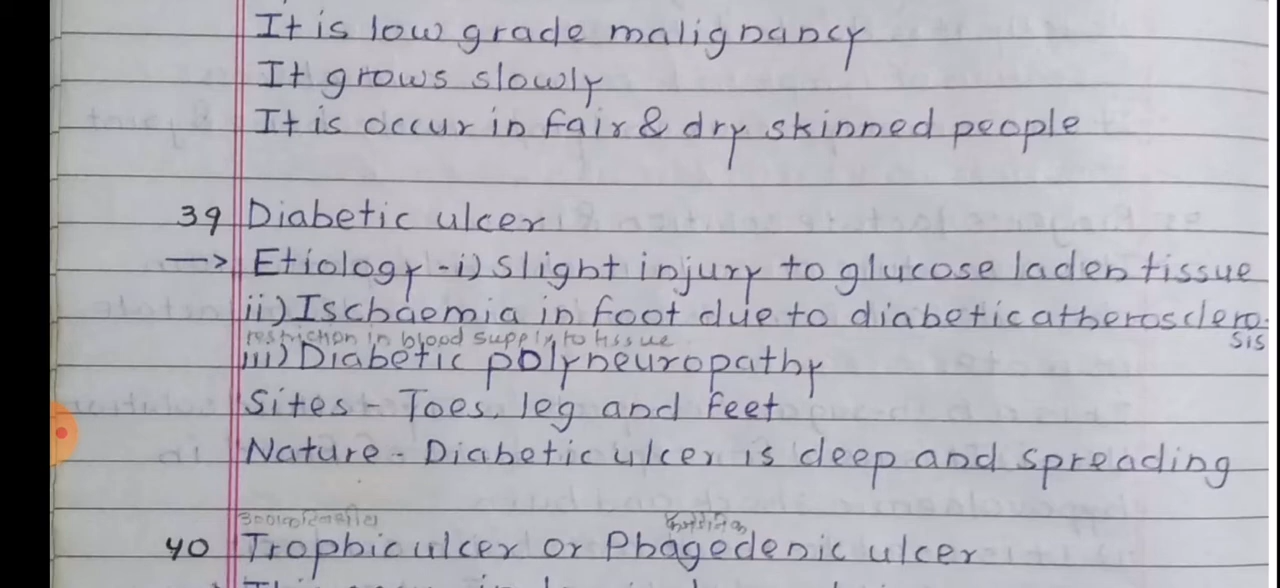 It is low grade malignancy
It grows slowly
It is occur in fair & dry skinned people
39 Diabetic ulcer
→ Etiology - i) Slight injury to glucose laden tissue
ii) Ischaemia in foot due to diabetic atherosclero-
sis
restriction in blood supply to tissue
iii) Diabetic polyneuropathy
Sites - Toes, leg and feet
Nature - Diabetic ulcer is deep and spreading
40 Trophic ulcer or Phagedenic ulcer